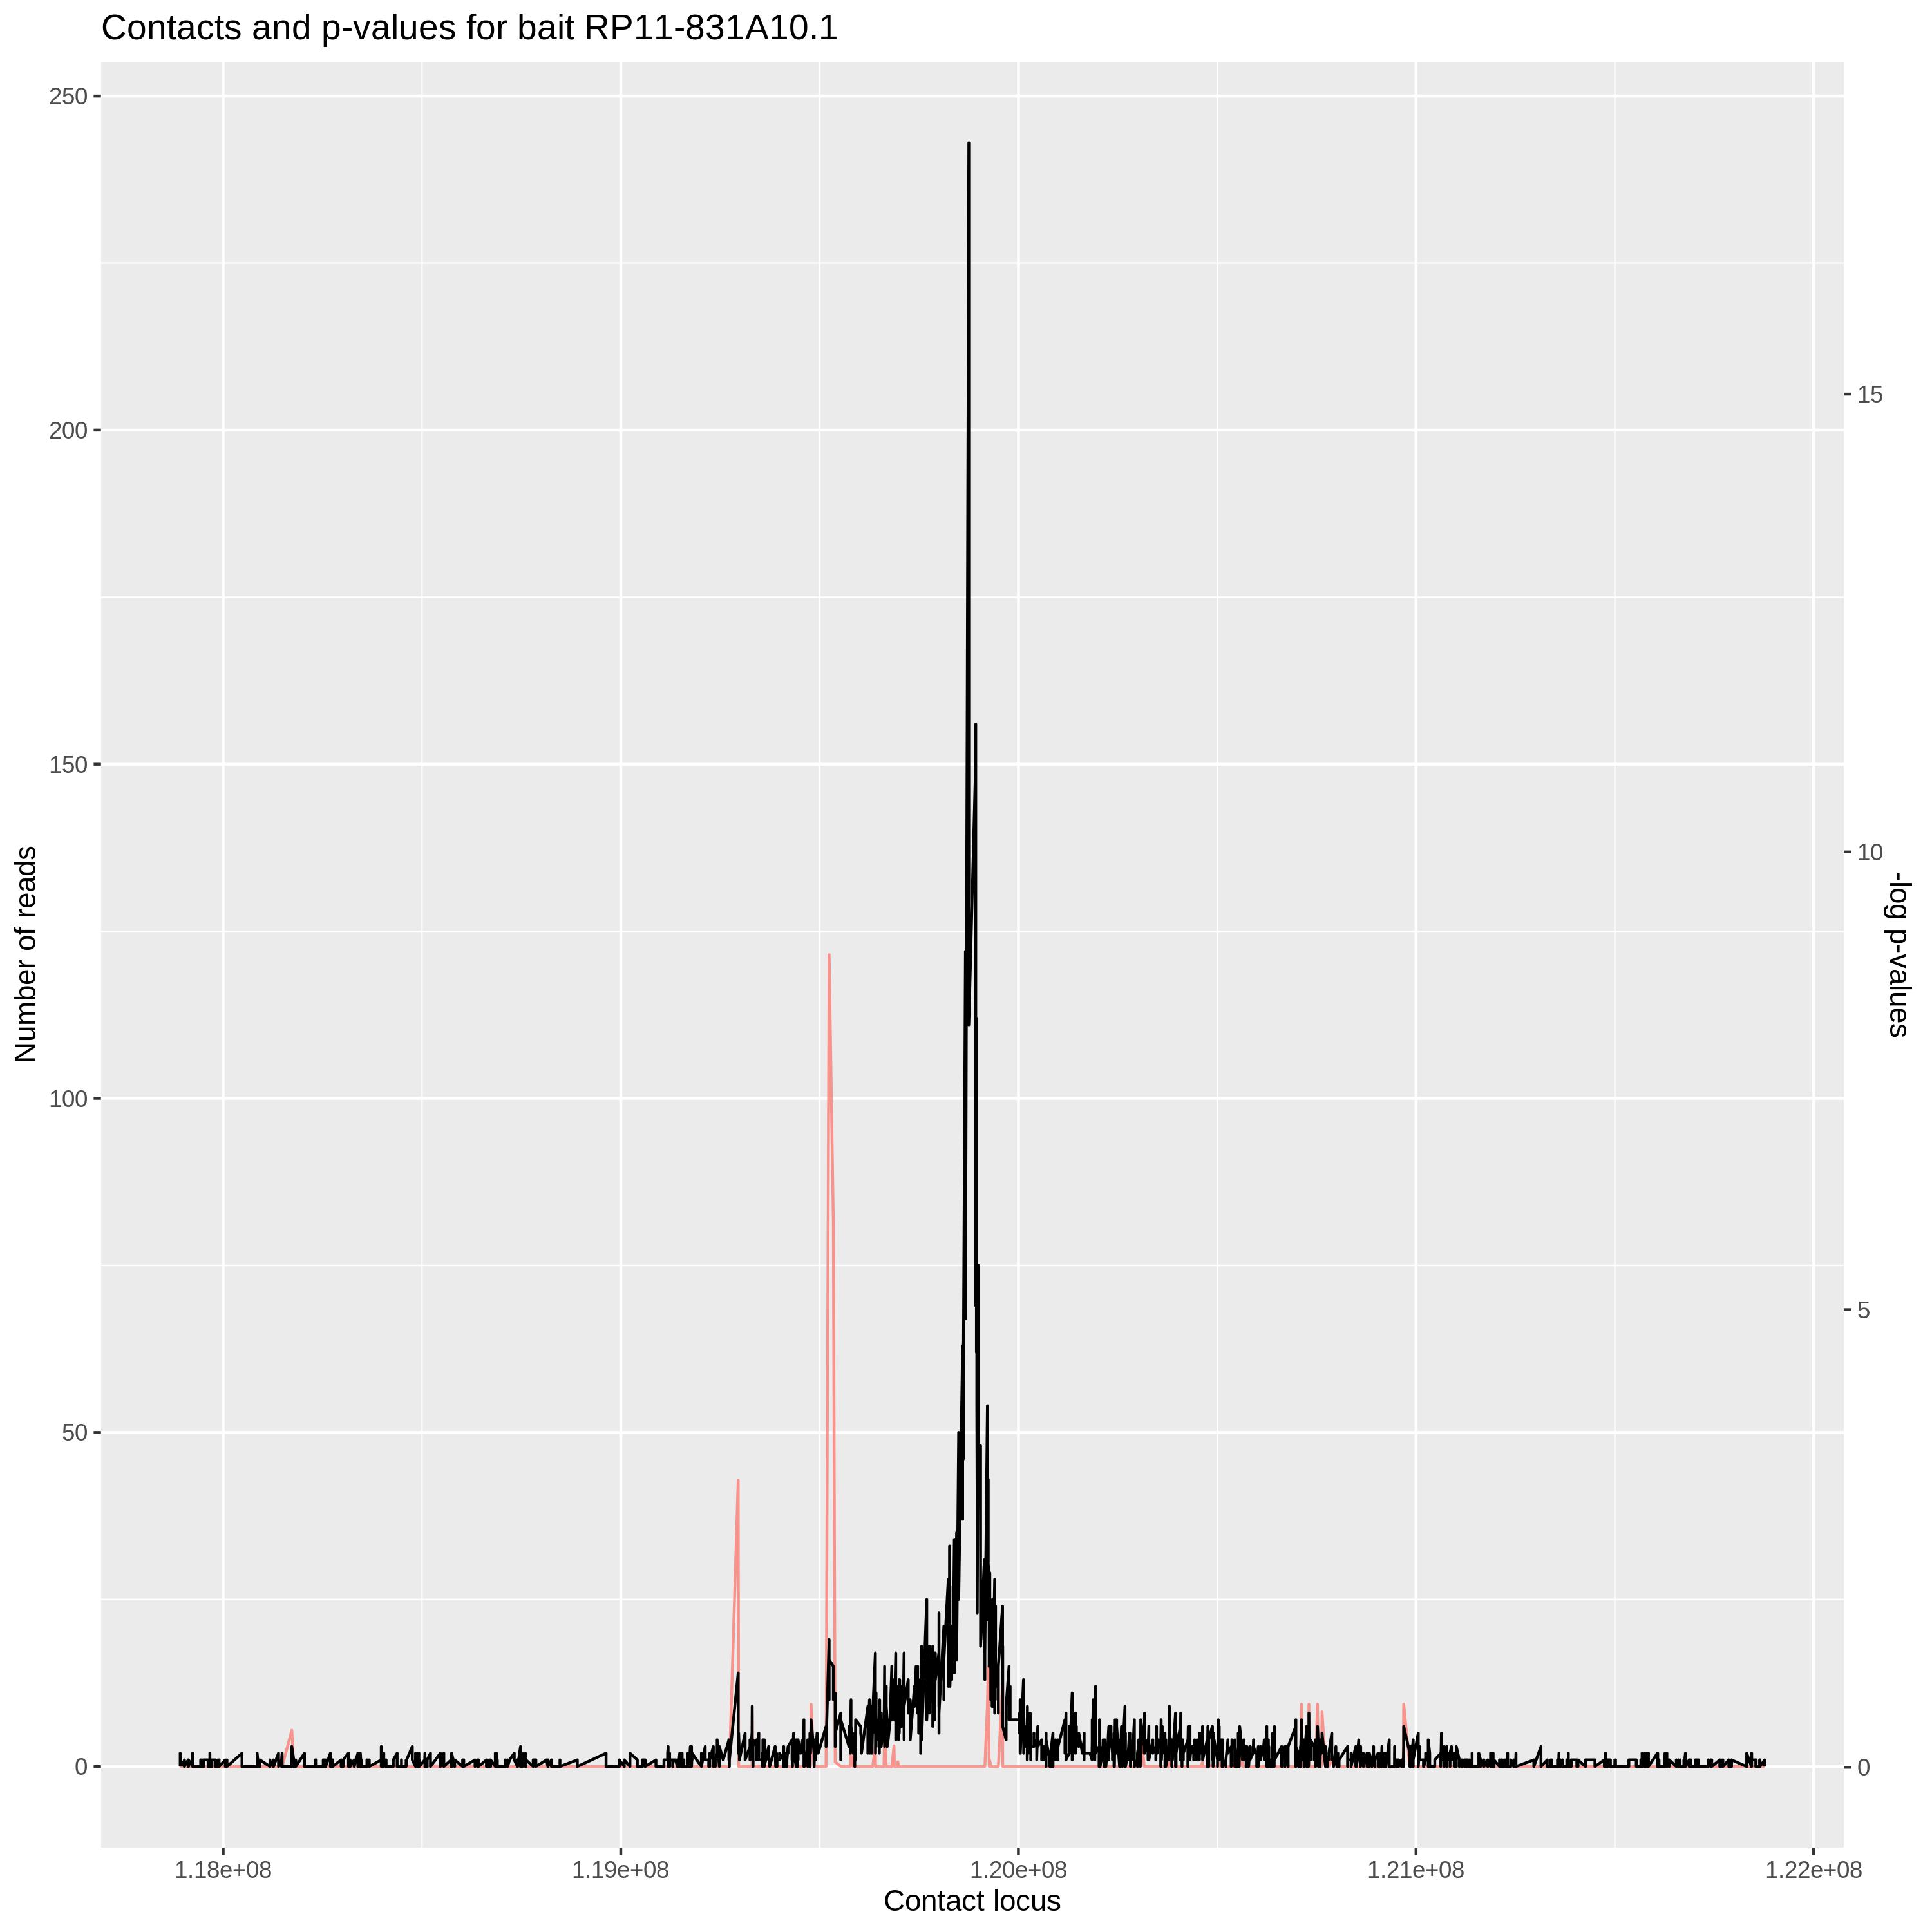 Contacts and p-values for bait RP11-831A10.1
250
200
150
100
50
0
Number of reads
15
10
5
0
-log p-values
1.18e+08
1.19e+08
1.20e+08
1.21e+08
1.22e+08
Contact locus